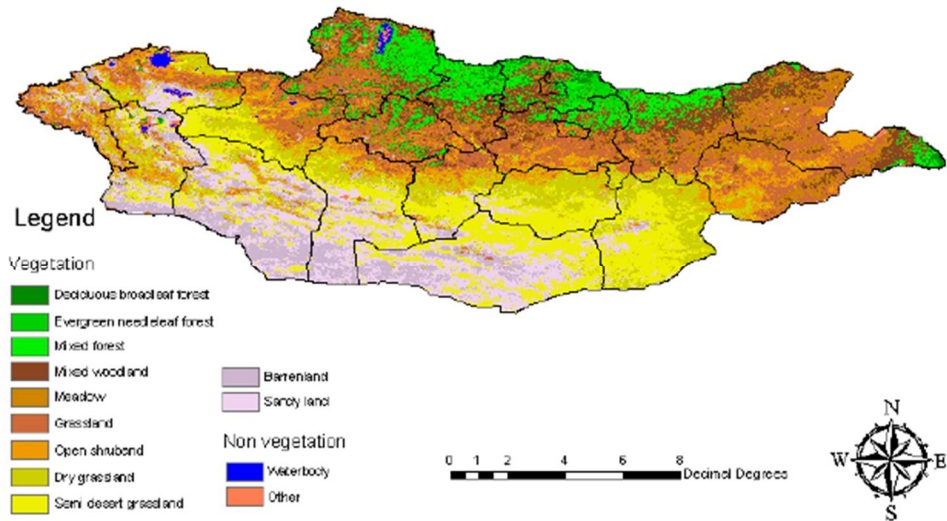 Legend
Vegetation
Deciduous broadleaf forest
Evergreen needleleaf forest
Mixed forest
Mixed woodland
Meadow
Grassland
Open shrubland
Dry grassland
Semi desert grassland
Barrenland
Sandy land
Non vegetation
Waterbody
Other
0 1 2 4 6 8
Decimal Degrees
N
W E
S